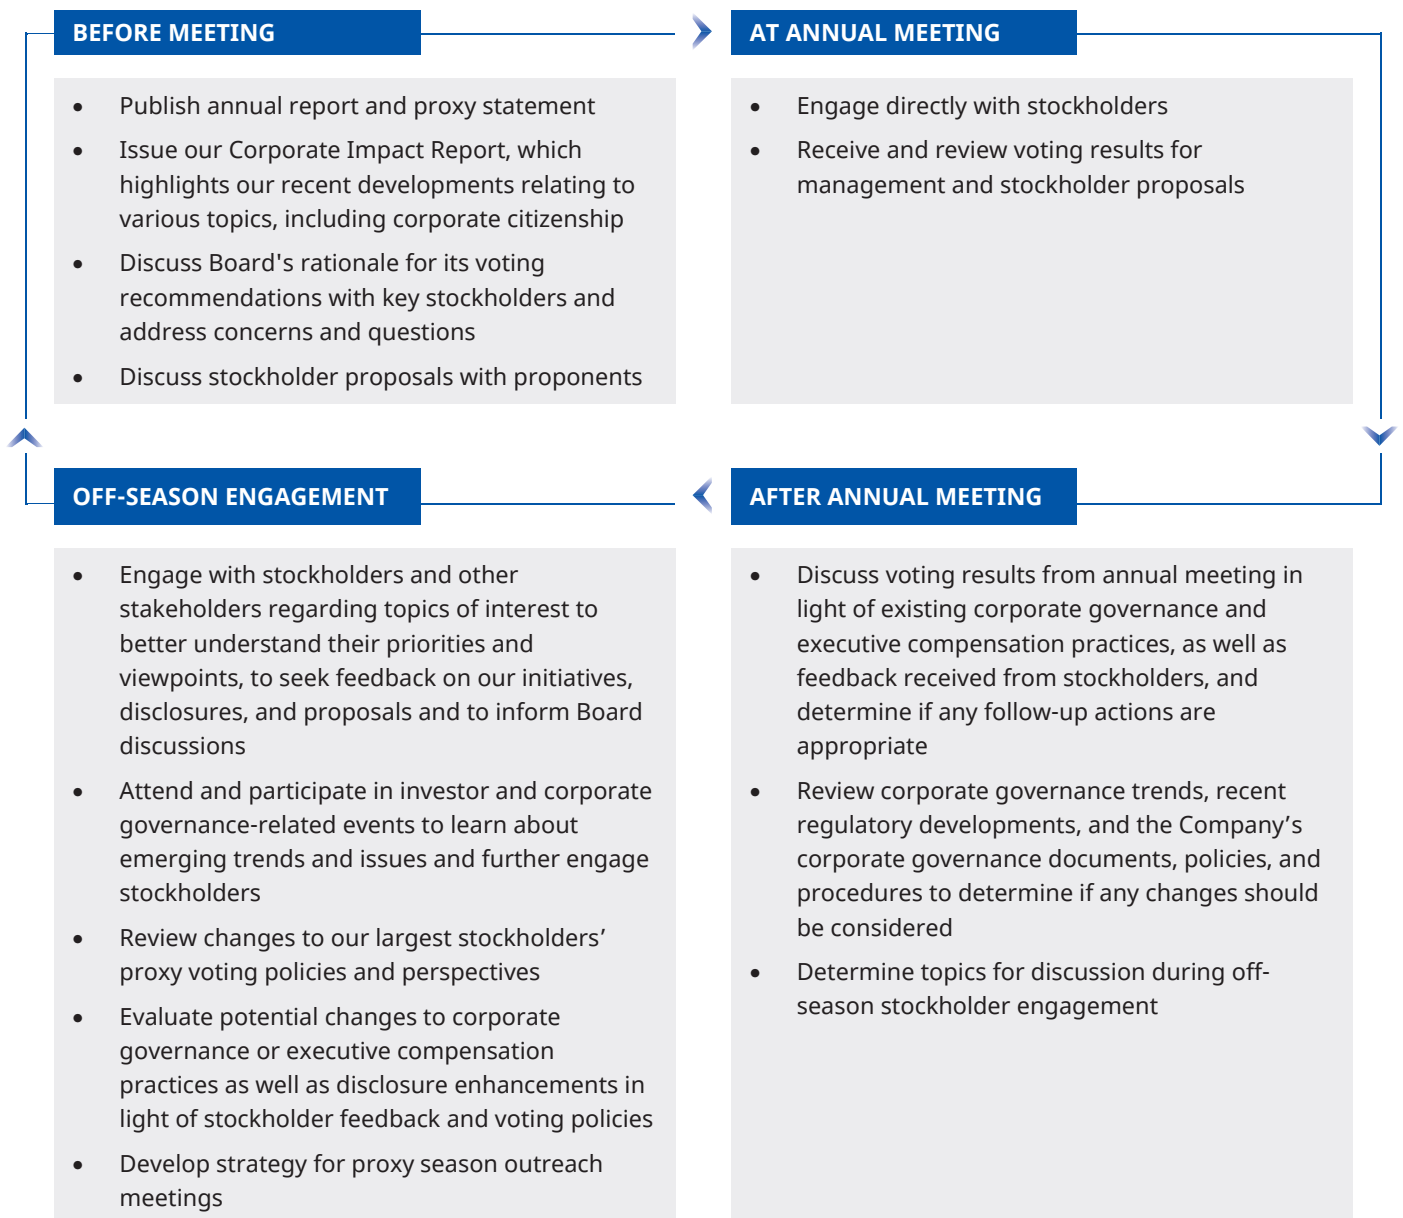 BEFORE MEETING
• Publish annual report and proxy statement
• Issue our Corporate Impact Report, which
highlights our recent developments relating to
various topics, including corporate citizenship
• Discuss Board's rationale for its voting
recommendations with key stockholders and
address concerns and questions
• Discuss stockholder proposals with proponents
AT ANNUAL MEETING
• Engage directly with stockholders
• Receive and review voting results for
management and stockholder proposals
AFTER ANNUAL MEETING
• Discuss voting results from annual meeting in
light of existing corporate governance and
executive compensation practices, as well as
feedback received from stockholders, and
determine if any follow-up actions are
appropriate
• Review corporate governance trends, recent
regulatory developments, and the Company’s
corporate governance documents, policies, and
procedures to determine if any changes should
be considered
• Determine topics for discussion during off-
season stockholder engagement
OFF-SEASON ENGAGEMENT
• Engage with stockholders and other
stakeholders regarding topics of interest to
better understand their priorities and
viewpoints, to seek feedback on our initiatives,
disclosures, and proposals and to inform Board
discussions
• Attend and participate in investor and corporate
governance-related events to learn about
emerging trends and issues and further engage
stockholders
• Review changes to our largest stockholders’
proxy voting policies and perspectives
• Evaluate potential changes to corporate
governance or executive compensation
practices as well as disclosure enhancements in
light of stockholder feedback and voting policies
• Develop strategy for proxy season outreach
meetings